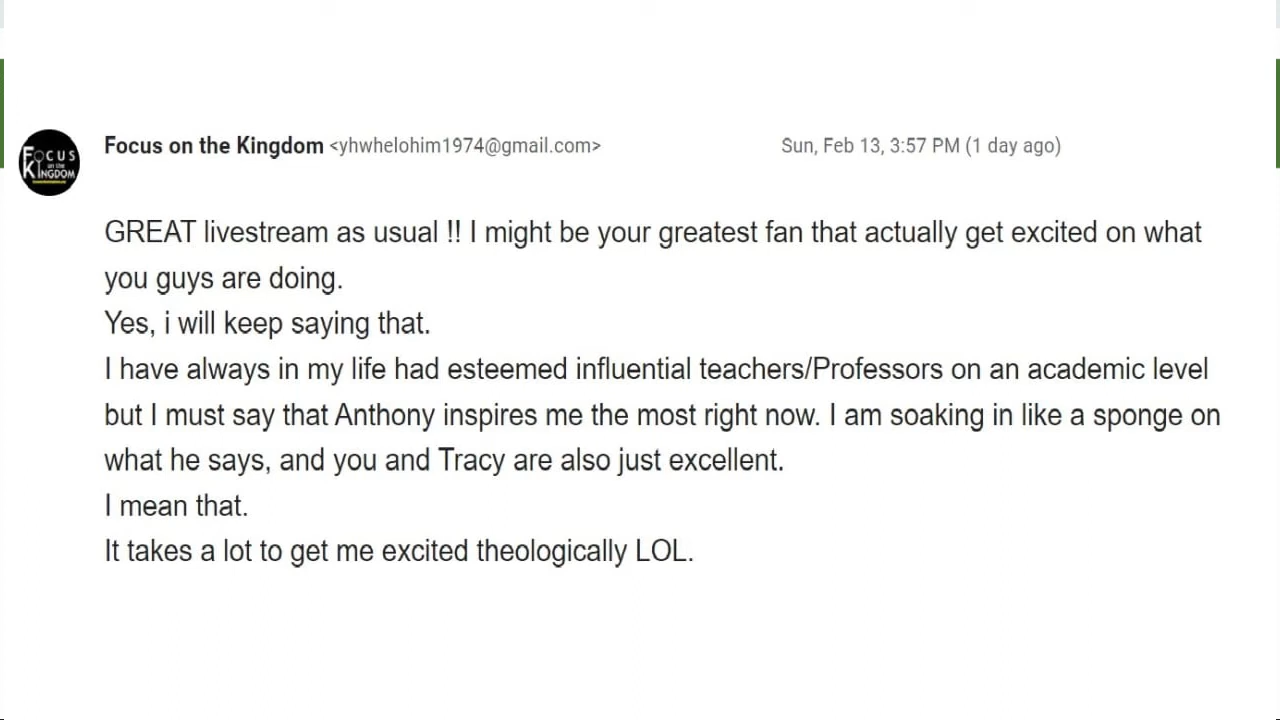 FOCUS
on the
KINGDOM
Focus on the Kingdom <yhwhelohim1974@gmail.com>
Sun, Feb 13, 3:57 PM (1 day ago)
GREAT livestream as usual !! I might be your greatest fan that actually get excited on what
you guys are doing.
Yes, i will keep saying that.
I have always in my life had esteemed influential teachers/Professors on an academic level
but I must say that Anthony inspires me the most right now. I am soaking in like a sponge on
what he says, and you and Tracy are also just excellent.
I mean that.
It takes a lot to get me excited theologically LOL.